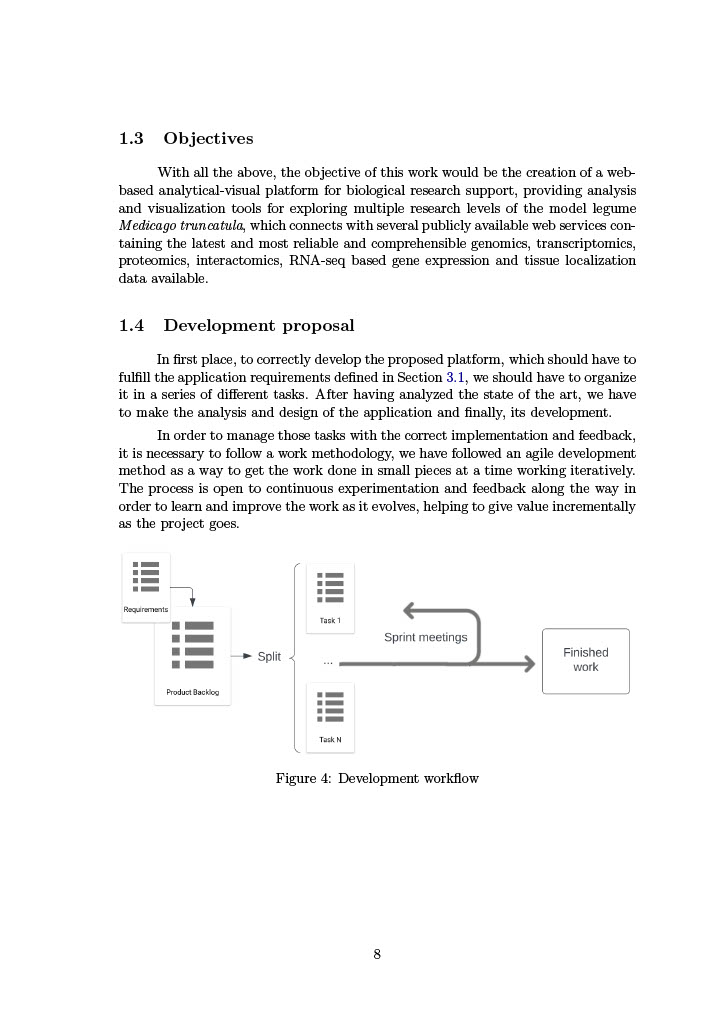 1.3 Objectives
With all the above, the objective of this work would be the creation of a web-
based analytical-visual platform for biological research support, providing analysis
and visualization tools for exploring multiple research levels of the model legume
Medicago truncatula, which connects with several publicly available web services con-
taining the latest and most reliable and comprehensible genomics, transcriptomics,
proteomics, interactomics, RNA-seq based gene expression and tissue localization
data available.
1.4 Development proposal
In first place, to correctly develop the proposed platform, which should have to
fulfill the application requirements defined in Section 3.1, we should have to organize
it in a series of different tasks. After having analyzed the state of the art, we have
to make the analysis and design of the application and finally, its development.
In order to manage those tasks with the correct implementation and feedback,
it is necessary to follow a work methodology, we have followed an agile development
method as a way to get the work done in small pieces at a time working iteratively.
The process is open to continuous experimentation and feedback along the way in
order to learn and improve the work as it evolves, helping to give value incrementally
as the project goes.
Requirements
Product Backlog
Split
Task 1
...
Task N
Sprint meetings
Finished
work
Figure 4: Development workflow
8